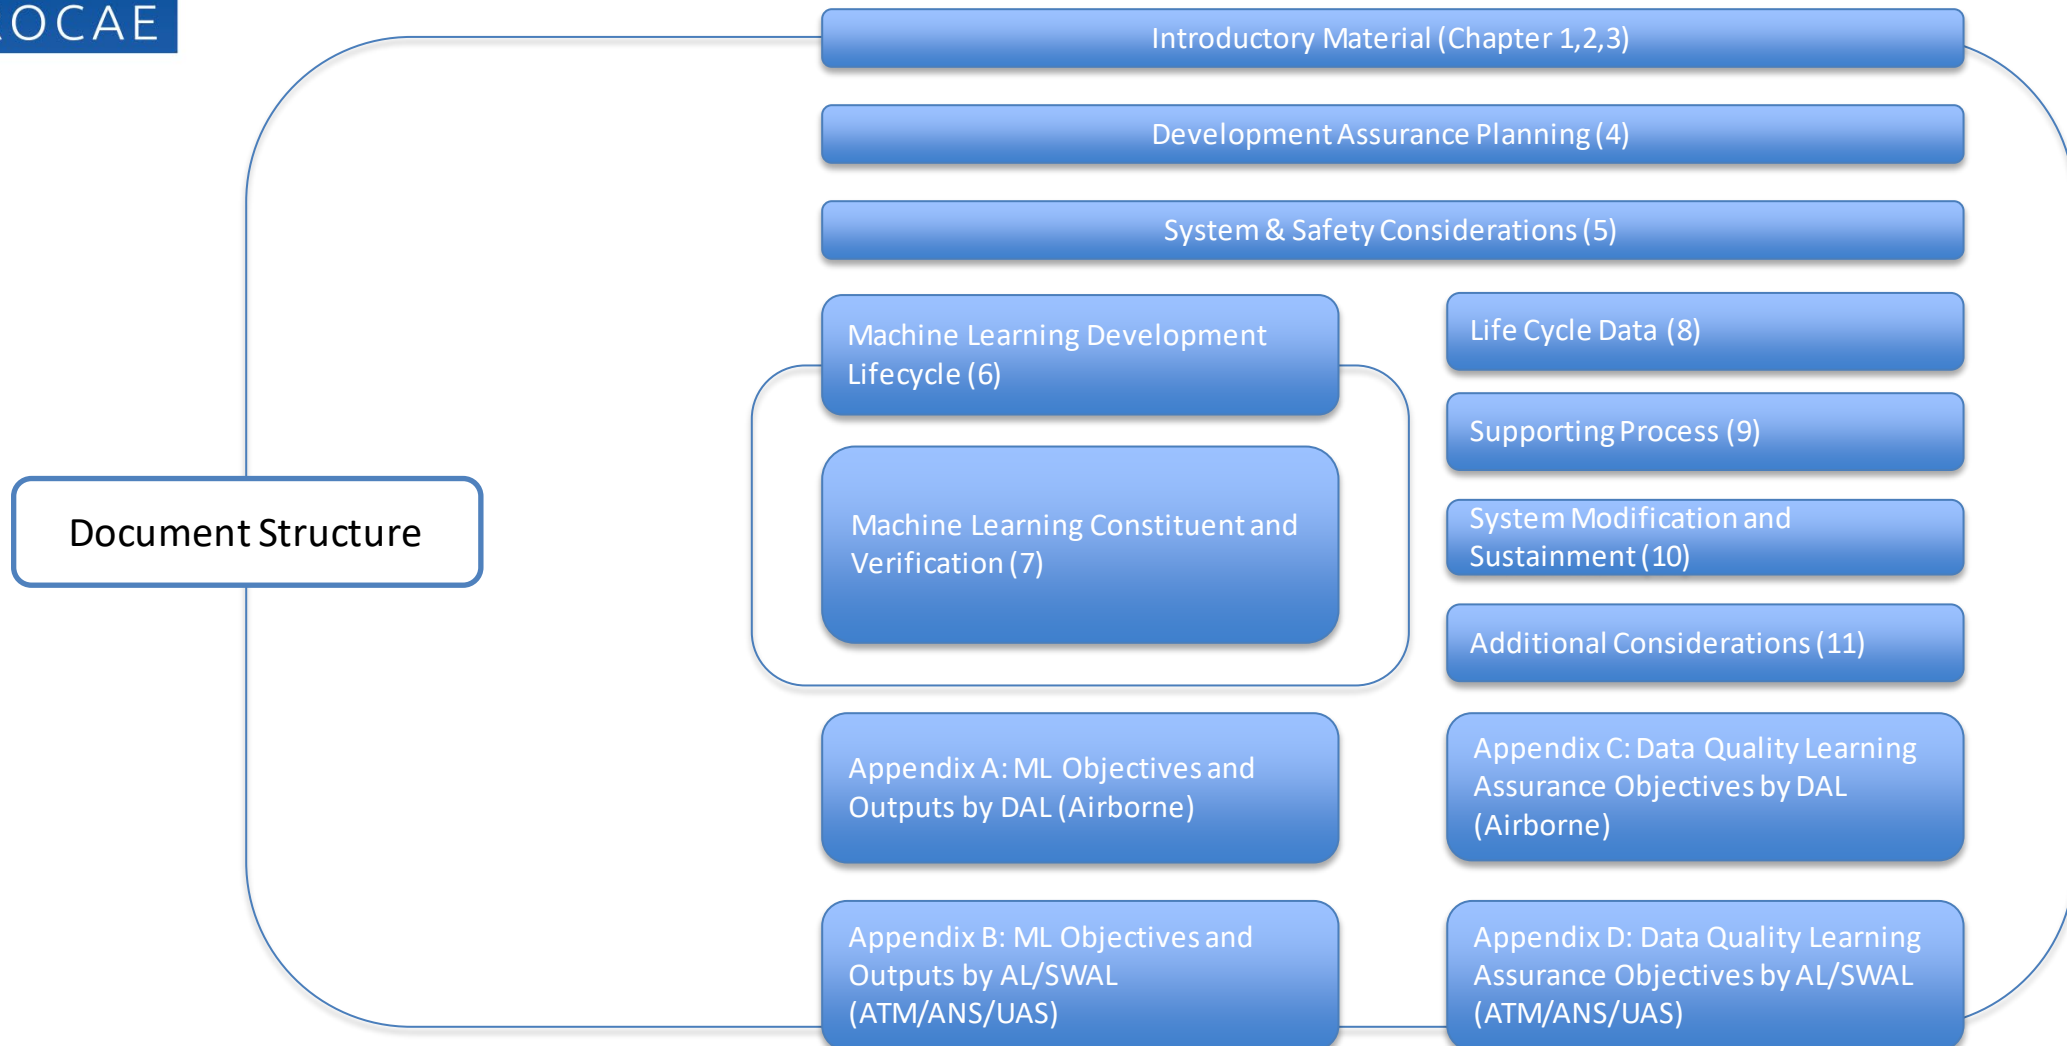 ROCAE
Introductory Material (Chapter 1,2,3)
Development Assurance Planning (4)
System & Safety Considerations (5)
Machine Learning Development
Lifecycle (6)
Life Cycle Data (8)
Supporting Process (9)
Machine Learning Constituent and
Verification (7)
System Modification and
Sustainment (10)
Document Structure
Additional Considerations (11)
Appendix A: ML Objectives and
Outputs by DAL (Airborne)
Appendix C: Data Quality Learning
Assurance Objectives by DAL
(Airborne)
Appendix B: ML Objectives and
Outputs by AL/SWAL
(ATM/ANS/UAS)
Appendix D: Data Quality Learning
Assurance Objectives by AL/SWAL
(ATM/ANS/UAS)